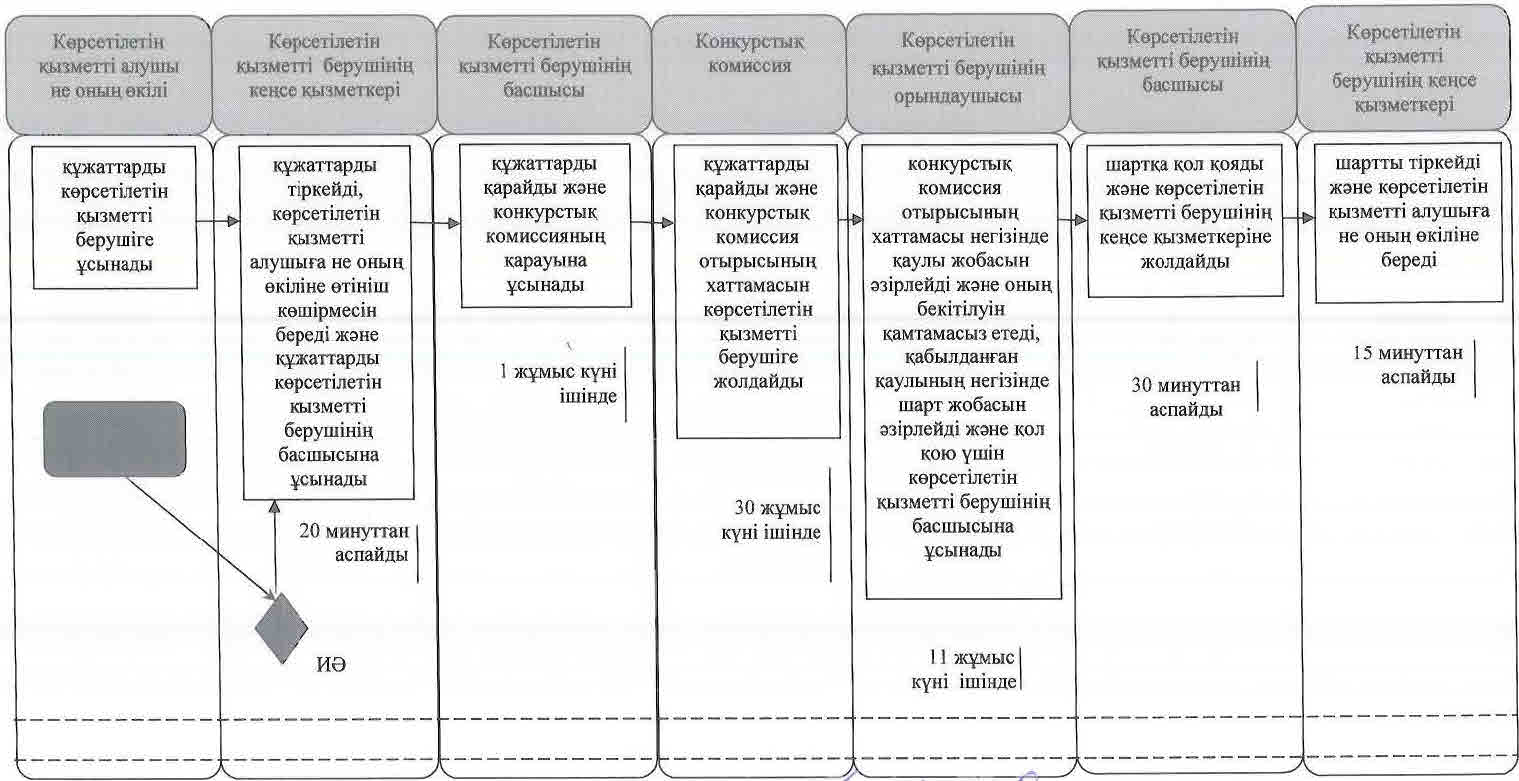 Көрсетілетін
қызметті алушы
не оның өкілі
Көрсетілетін
қызметті берушінің
кеңсе қызметкері
Көрсетілетін
қызметті берушінің
басшысы
Конкурстық
комиссия
Көрсетілетін
қызметті берушінің
орындаушысы
Көрсетілетін
қызметті берушінің
басшысы
Көрсетілетін
қызметті
берушінің кеңсе
қызметкері
құжаттарды
көрсетілетін
қызметті
берушіге
ұсынады
құжаттарды
тіркейді,
көрсетілетін
қызметті
алушыға не оның
өкіліне өтініш
көшірмесін
береді және
құжаттарды
көрсетілетін
қызметті
берушінің
басшысына
ұсынады
20 минуттан
аспайды
ИӘ
құжаттарды
қарайды және
конкурстық
комиссияның
қарауына
ұсынады
1 жұмыс күні
ішінде
құжаттарды
қарайды және
конкурстық
комиссия
отырысының
хаттамасын
көрсетілетін
қызметті
берушіге
жолдайды
30 жұмыс
күні ішінде
конкурстық
комиссия
отырысының
хаттамасы негізінде
қаулы жобасын
әзірлейді және оның
бекітілуін
қамтамасыз етеді,
қабылданған
қаулының негізінде
шарт жобасын
әзірлейді және қол
қою үшін
көрсетілетін
қызметті берушінің
басшысына
ұсынады
11 жұмыс
күні ішінде
шартқа қол қояды
және көрсетілетін
қызметті берушінің
кеңсе қызметкеріне
жолдайды
30 минуттан
аспайды
шартты тіркейді
және көрсетілетін
қызметті алушыға
не оның өкіліне
береді
15 минуттан
аспайды